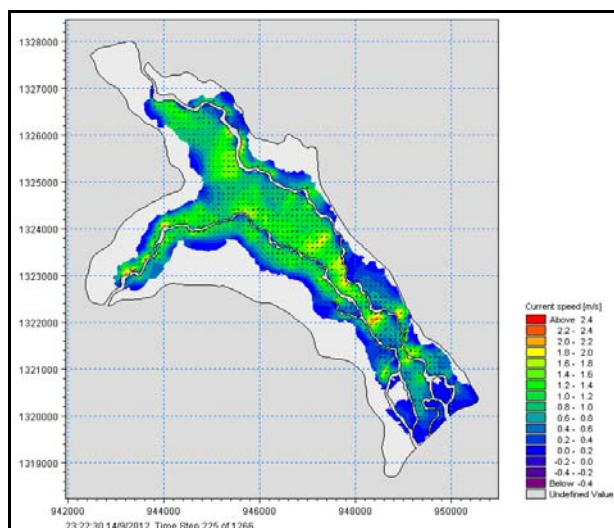 1328000
1327000
1326000
1325000
1324000
1323000
1322000
1321000
1320000
1319000
942000 944000 946000 948000 950000
23:22:30 14/9/2012, Time Step 225 of 1266
Current speed [m/s]
Above 2.4
2.2 - 2.4
2.0 - 2.2
1.8 - 2.0
1.6 - 1.8
1.4 - 1.6
1.2 - 1.4
1.0 - 1.2
0.8 - 1.0
0.6 - 0.8
0.4 - 0.6
0.2 - 0.4
0.0 - 0.2
-0.2 - 0.0
-0.4 - -0.2
Below -0.4
Undefined Value